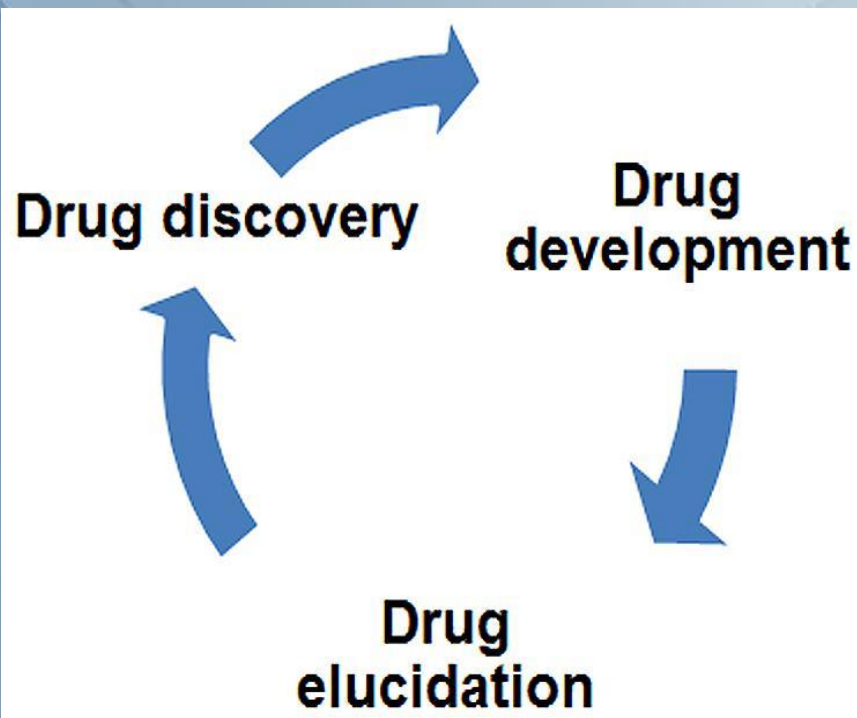 Drug discovery
Drug
development
Drug
elucidation